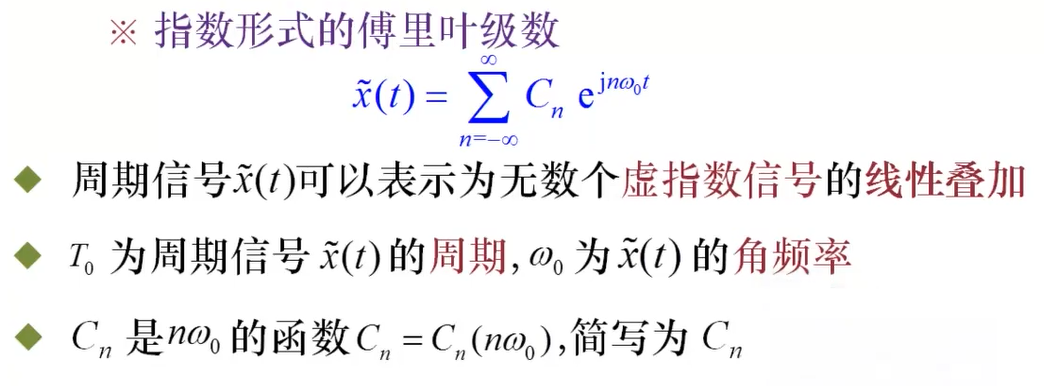 ※ 指数形式的傅里叶级数
x̃(t) = ∑_{n=-∞}^{∞} C_n e^{jnω₀t}
◆ 周期信号x̃(t)可以表示为无数个虚指数信号的线性叠加
◆ T₀ 为周期信号 x̃(t) 的周期, ω₀ 为 x̃(t) 的角频率
◆ C_n 是nω₀ 的函数 C_n = C_n(nω₀),简写为 C_n